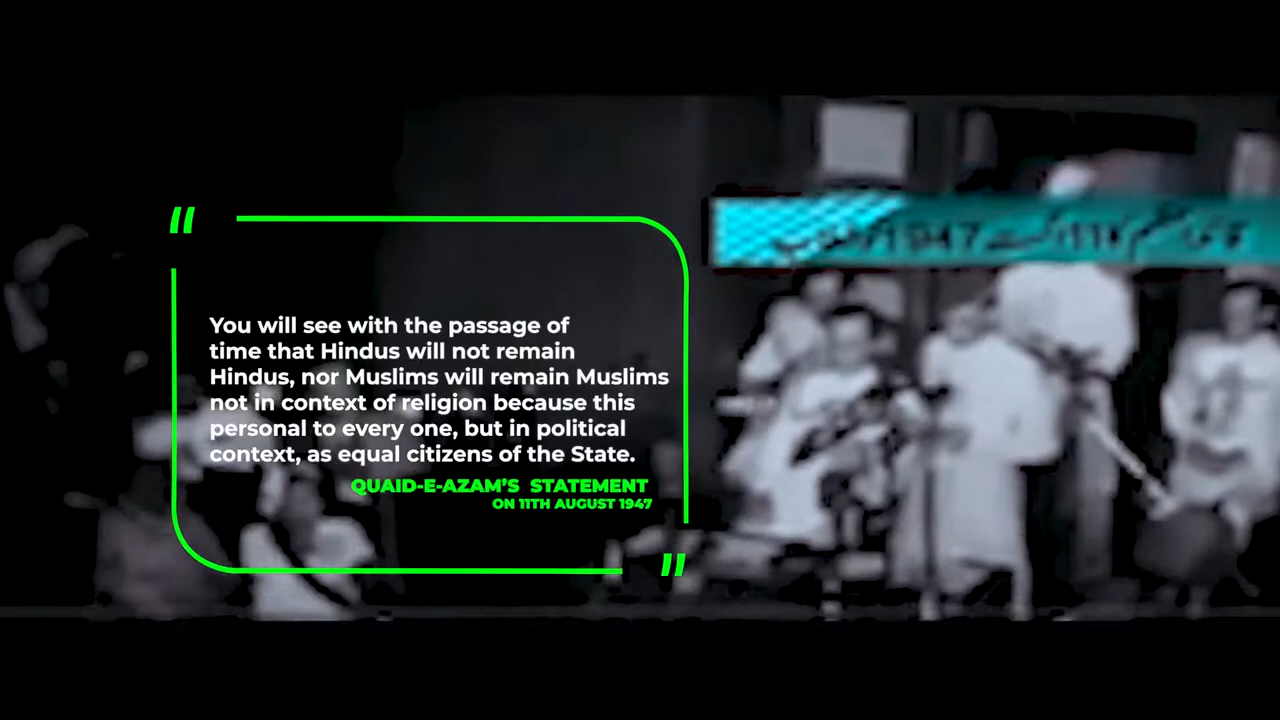 You will see with the passage of
time that Hindus will not remain
Hindus, nor Muslims will remain Muslims
not in context of religion because this
personal to every one, but in political
context, as equal citizens of the State.
QUAID-E-AZAM'S STATEMENT
ON 11TH AUGUST 1947